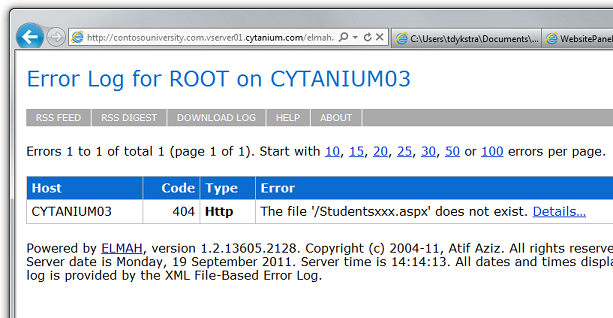 http://contosouniversity.com.vserver01.cytanium.com/elmah.
C:\Users\tdykstra\Documents\...
WebsitePanel
Error Log for ROOT on CYTANIUM03
RSS FEED RSS DIGEST DOWNLOAD LOG HELP ABOUT
Errors 1 to 1 of total 1 (page 1 of 1). Start with 10, 15, 20, 25, 30, 50 or 100 errors per page.
Host Code Type Error
CYTANIUM03 404 Http The file '/Studentsxxx.aspx' does not exist. Details...
Powered by ELMAH, version 1.2.13605.2128. Copyright (c) 2004-11, Atif Aziz. All rights reserve
Server date is Monday, 19 September 2011. Server time is 14:14:13. All dates and times displa
log is provided by the XML File-Based Error Log.